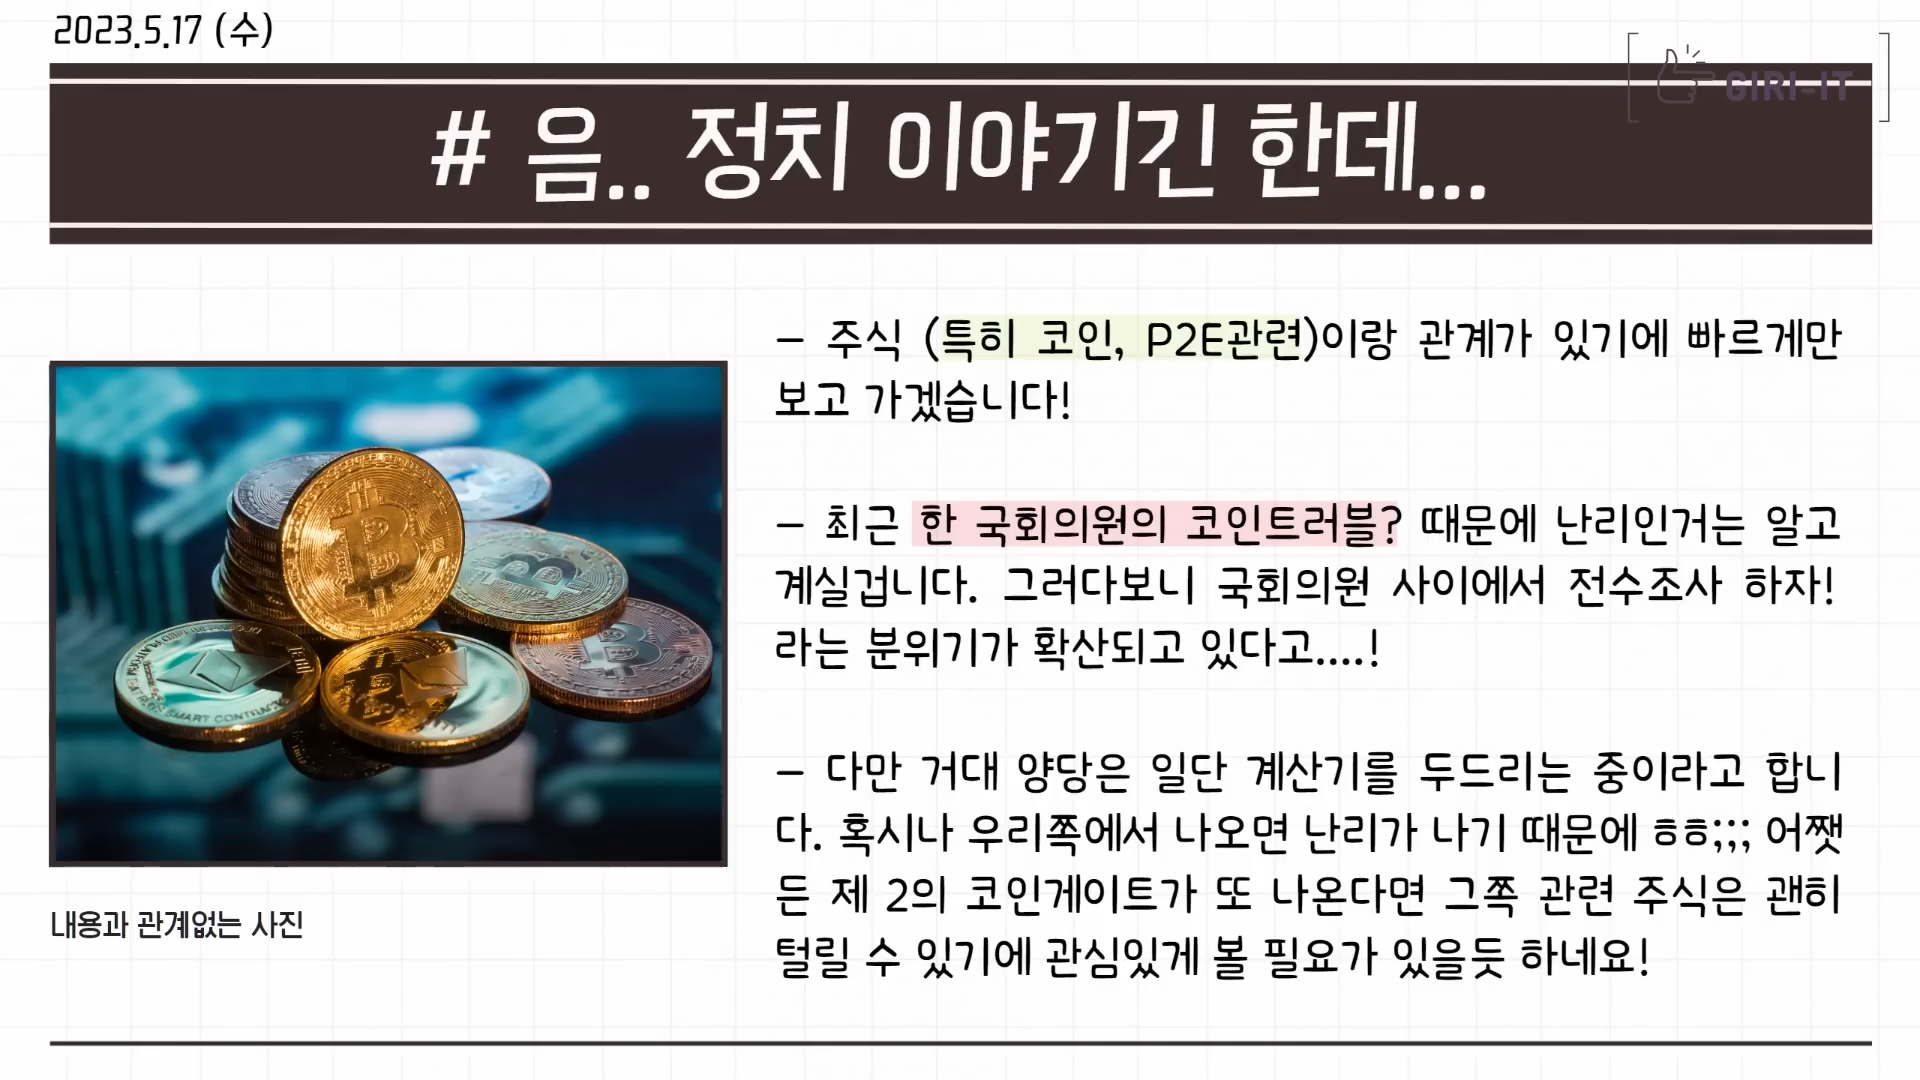 2023.5.17 (수)
GIRI-IT
# 음.. 정치 이야기긴 한데...
- 주식 (특히 코인, P2E관련)이랑 관계가 있기에 빠르게만
보고 가겠습니다!
- 최근 한 국회의원의 코인트러블? 때문에 난리인거는 알고
계실겁니다. 그러다보니 국회의원 사이에서 전수조사 하자!
라는 분위기가 확산되고 있다고....!
- 다만 거대 양당은 일단 계산기를 두드리는 중이라고 합니
다. 혹시나 우리쪽에서 나오면 난리가 나기 때문에 ㅎㅎ;;; 어쨋
든 제 2의 코인게이트가 또 나온다면 그쪽 관련 주식은 괜히
털릴 수 있기에 관심있게 볼 필요가 있을듯 하네요!
SMART CONTRACT
내용과 관계없는 사진